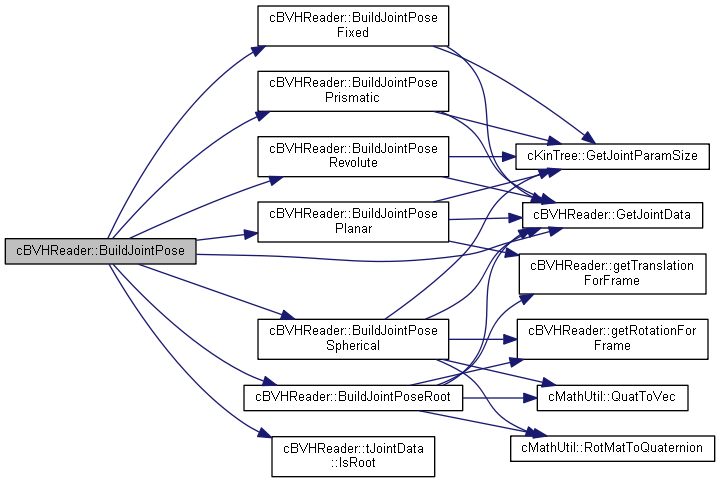 cBVHReader::BuildJointPose
cBVHReader::BuildJointPose
Fixed
cBVHReader::BuildJointPose
Prismatic
cBVHReader::BuildJointPose
Revolute
cBVHReader::BuildJointPose
Planar
cBVHReader::BuildJointPose
Spherical
cBVHReader::BuildJointPoseRoot
cBVHReader::tJointData
::IsRoot
cKinTree::GetJointParamSize
cBVHReader::GetJointData
cBVHReader::getTranslation
ForFrame
cBVHReader::getRotationFor
Frame
cMathUtil::QuatToVec
cMathUtil::RotMatToQuaternion